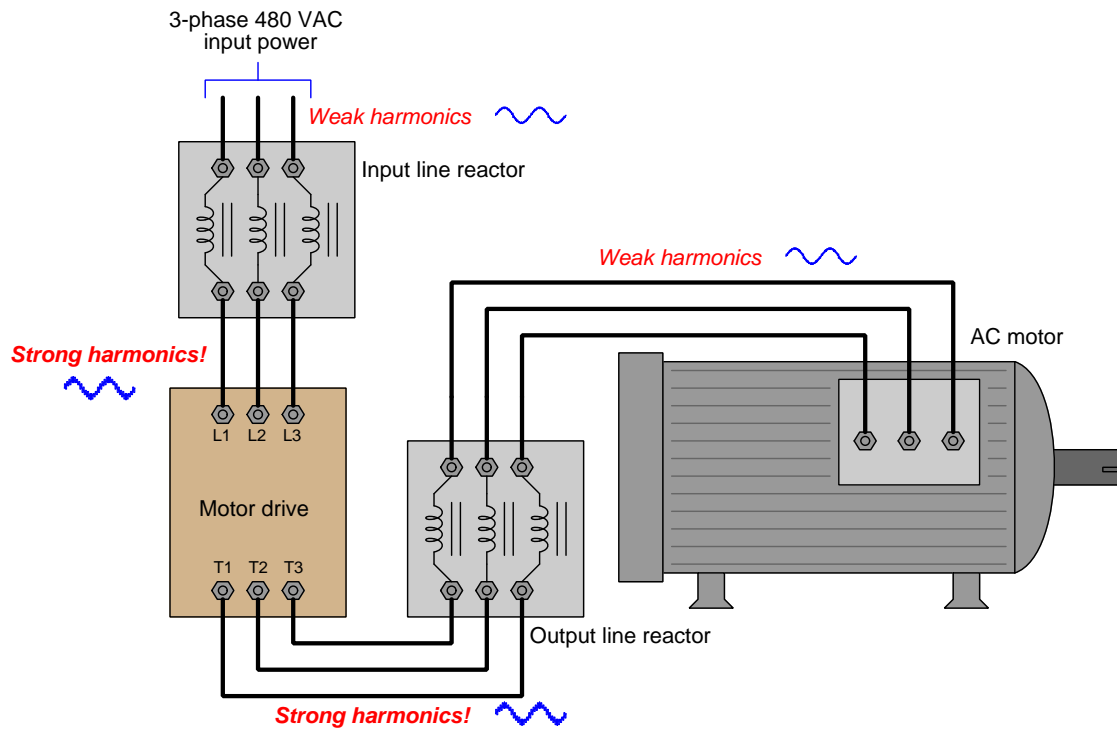 3-phase 480 VAC
input power
Weak harmonics
Input line reactor
Weak harmonics
AC motor
Strong harmonics!
L1 L2 L3
Motor drive
T1 T2 T3
Output line reactor
Strong harmonics!